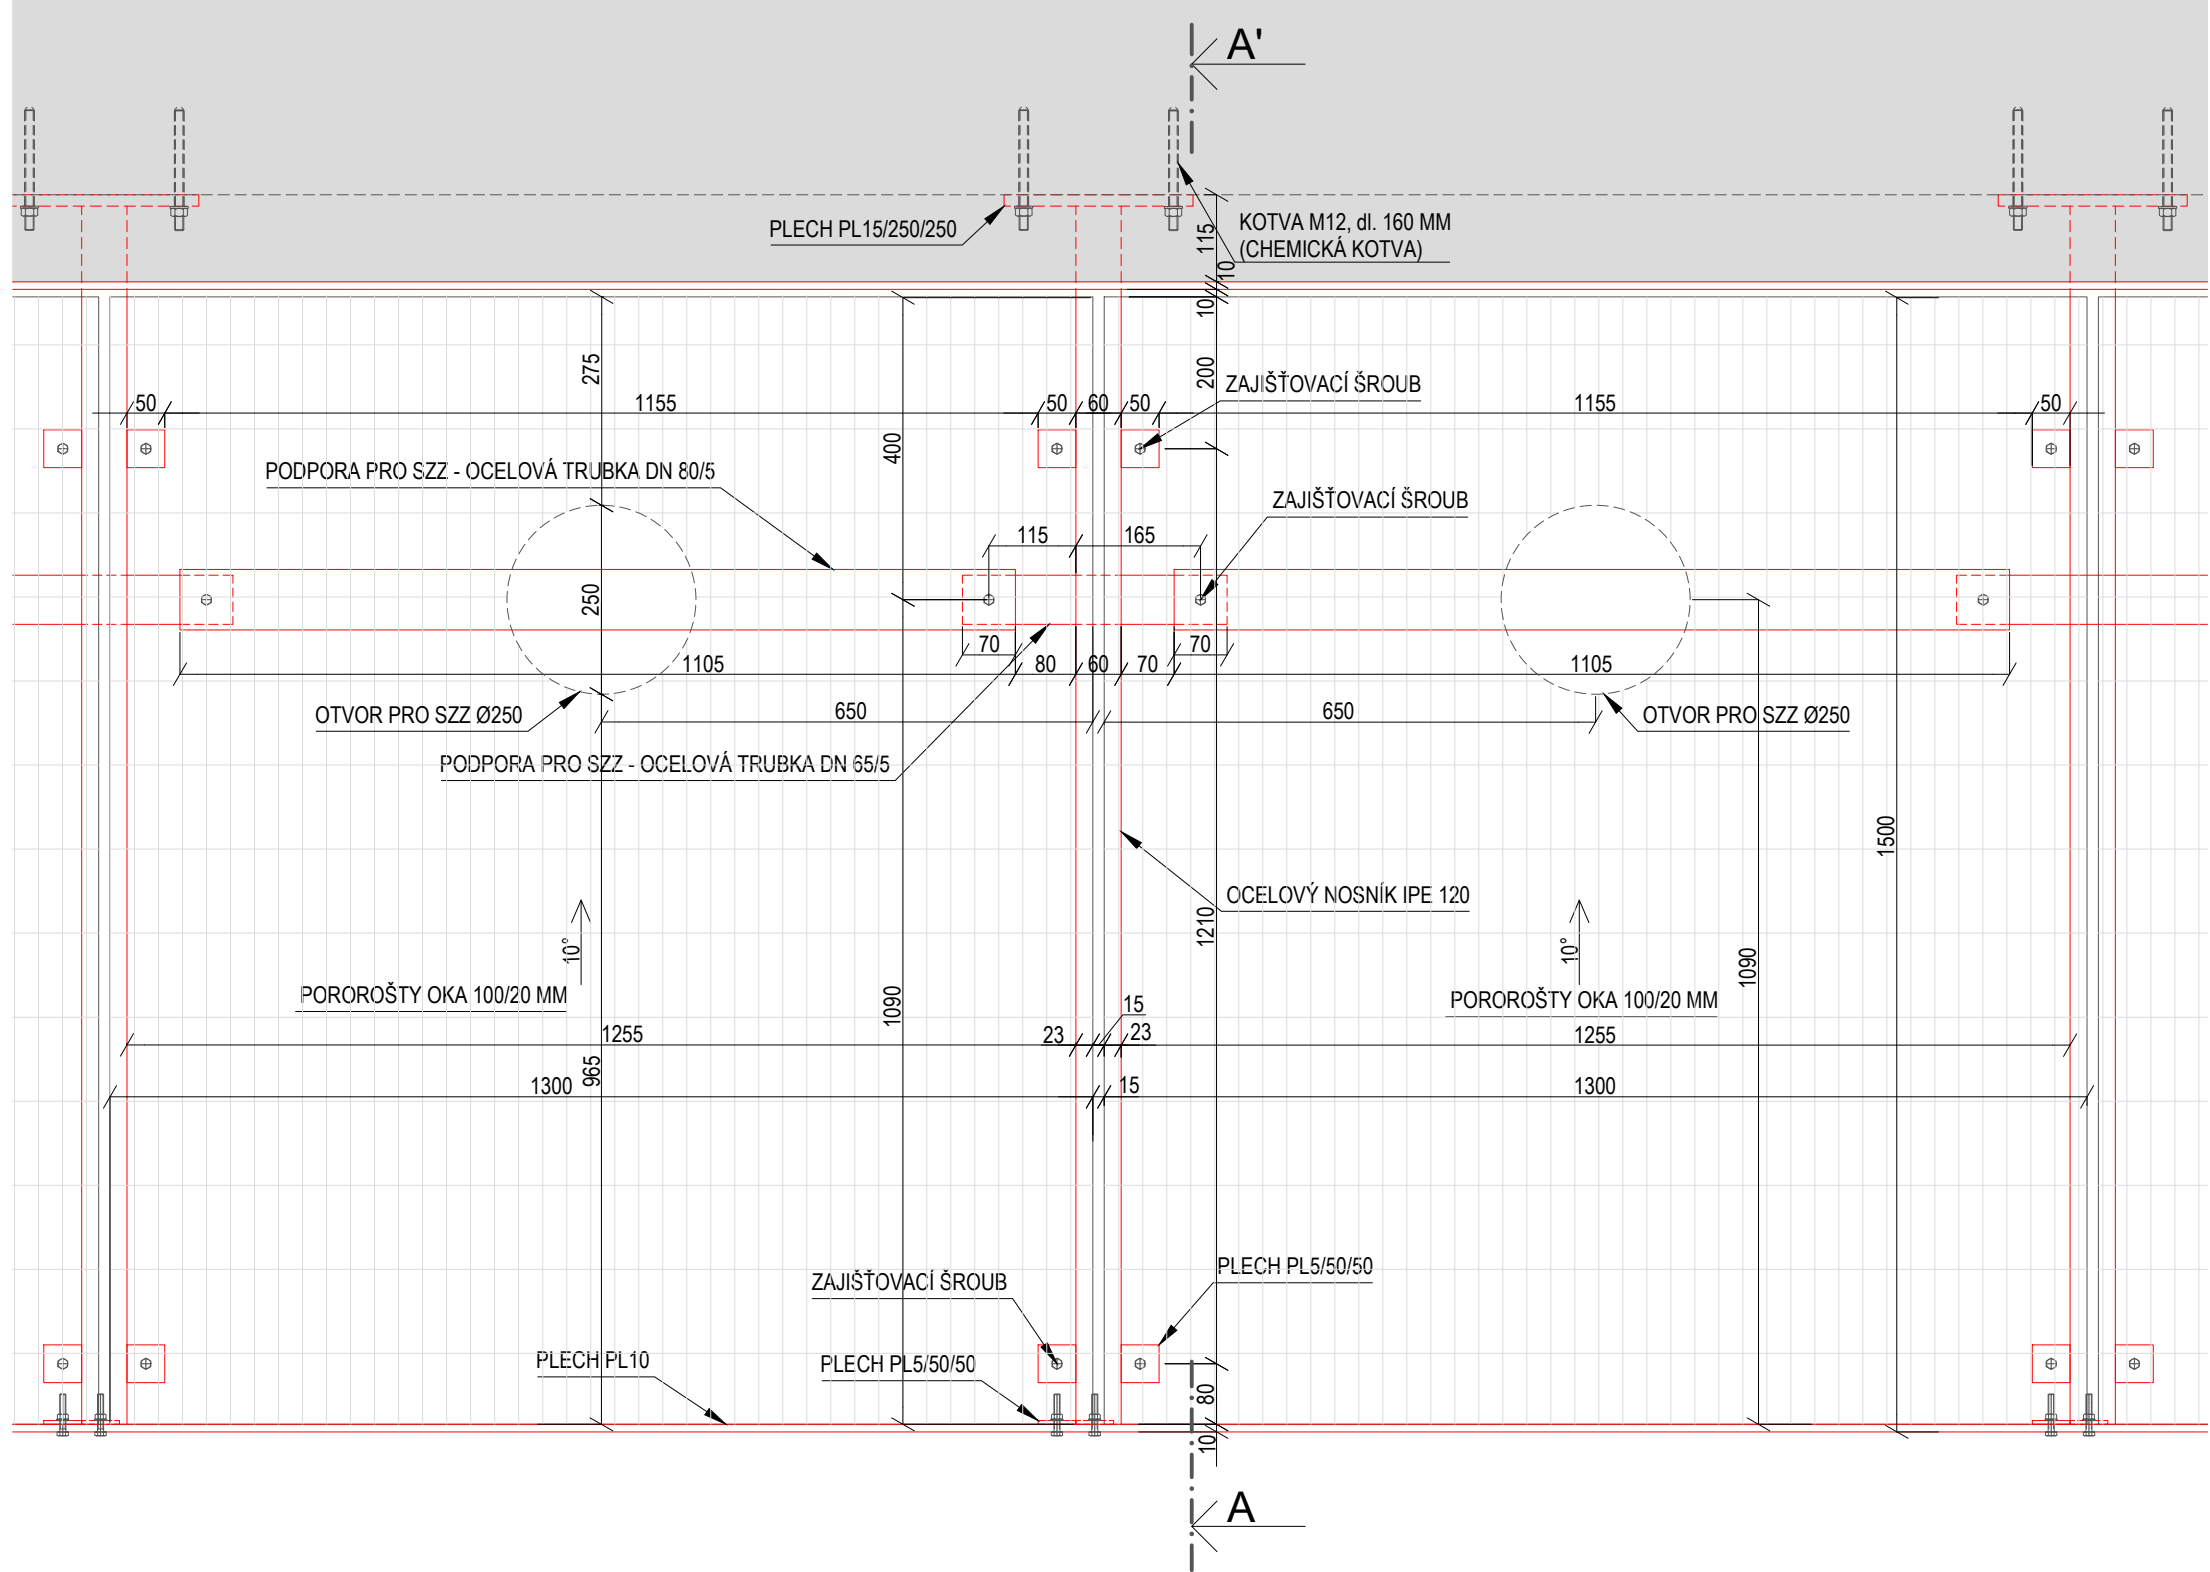 A'
PLECH PL15/250/250
KOTVA M12, dl. 160 MM
(CHEMICKÁ KOTVA)
115
10
10
275
400
200
ZAJIŠŤOVACÍ ŠROUB
50
1155
50
60
50
1155
50
PODPORA PRO SZZ - OCELOVÁ TRUBKA DN 80/5
ZAJIŠŤOVACÍ ŠROUB
115
165
250
70
70
1105
80
60
70
1105
OTVOR PRO SZZ Ø250
650
650
OTVOR PRO SZZ Ø250
PODPORA PRO SZZ - OCELOVÁ TRUBKA DN 65/5
1500
OCELOVÝ NOSNÍK IPE 120
1210
10°
10°
1090
1090
POROROŠTY OKA 100/20 MM
POROROŠTY OKA 100/20 MM
15
1255
23
23
1255
965
1300
15
1300
PLECH PL5/50/50
ZAJIŠŤOVACÍ ŠROUB
PLECH PL10
PLECH PL5/50/50
80
10
A